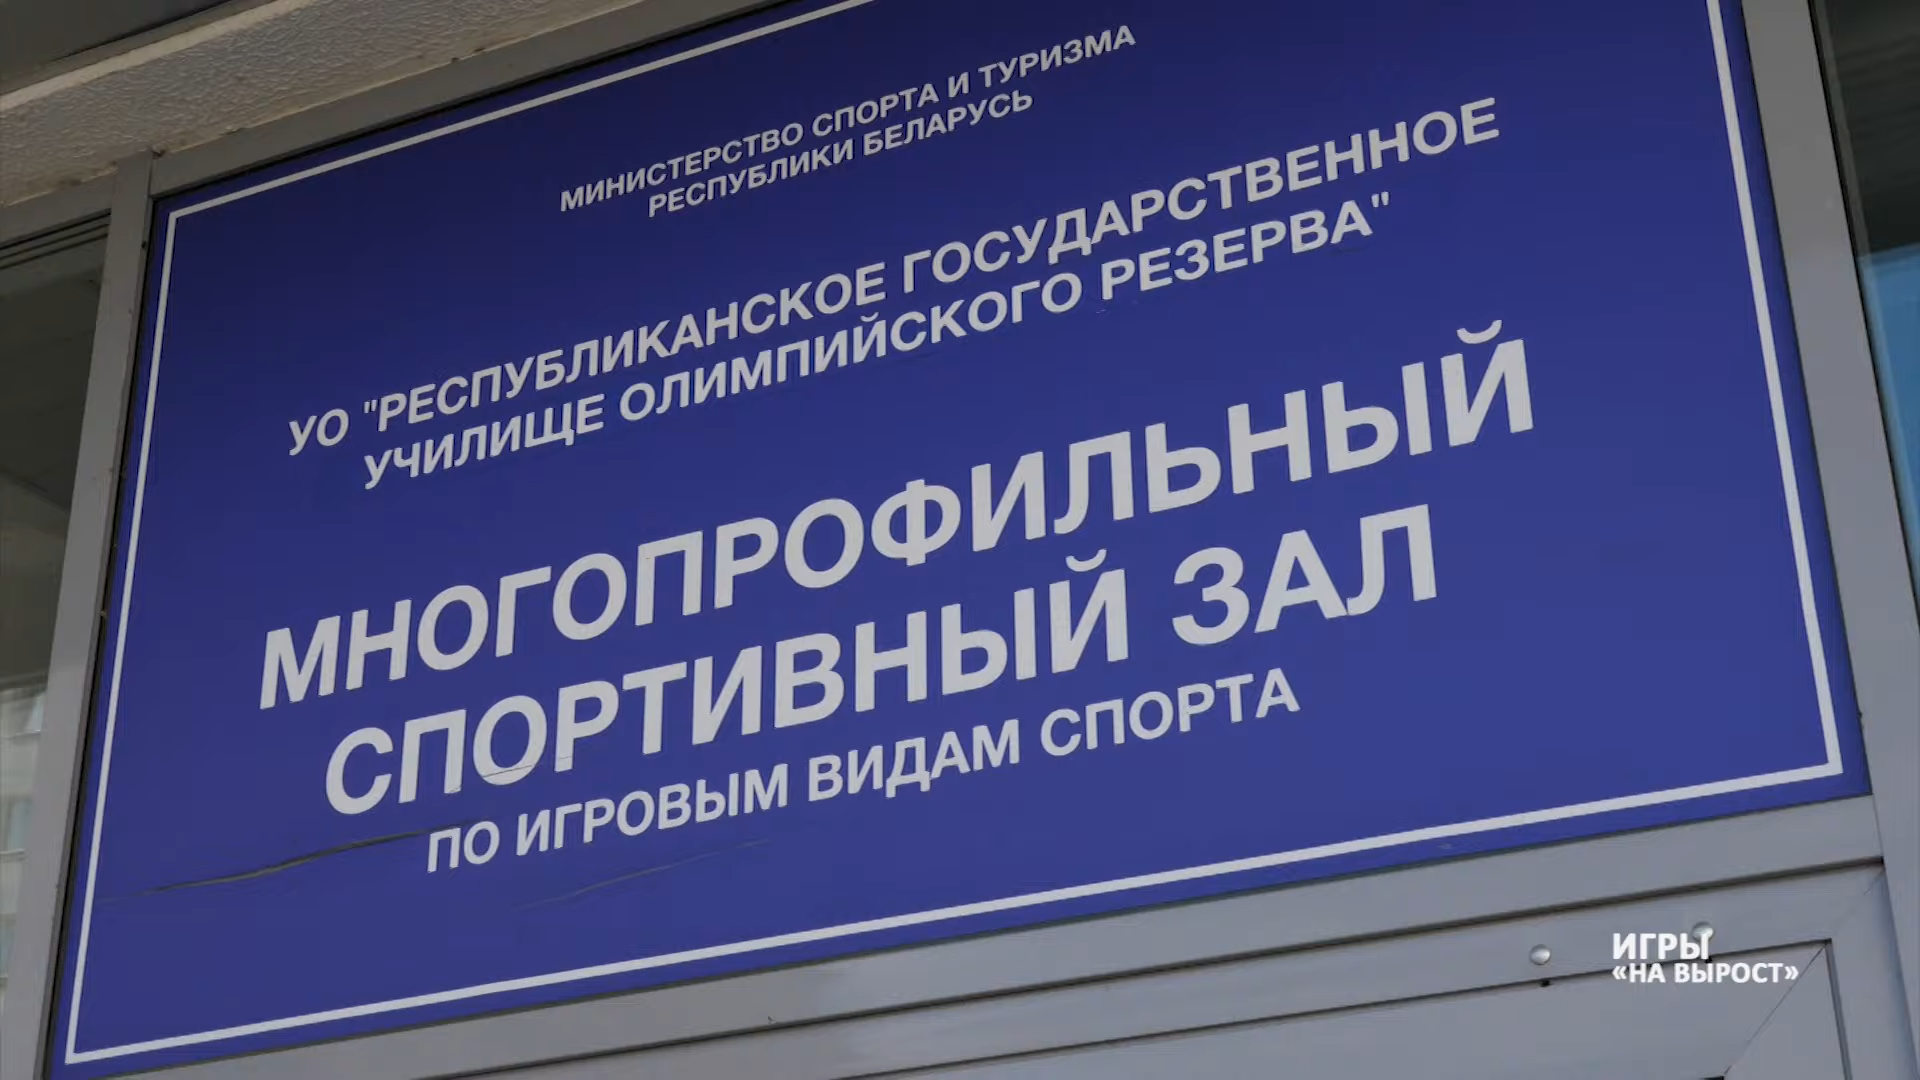 МИНИСТЕРСТВО СПОРТА И ТУРИЗМА
РЕСПУБЛИКИ БЕЛАРУСЬ
УО "РЕСПУБЛИКАНСКОЕ ГОСУДАРСТВЕННОЕ
УЧИЛИЩЕ ОЛИМПИЙСКОГО РЕЗЕРВА"
МНОГОПРОФИЛЬНЫЙ
СПОРТИВНЫЙ ЗАЛ
ПО ИГРОВЫМ ВИДАМ СПОРТА
ИГРЫ
«НА ВЫРОСТ»